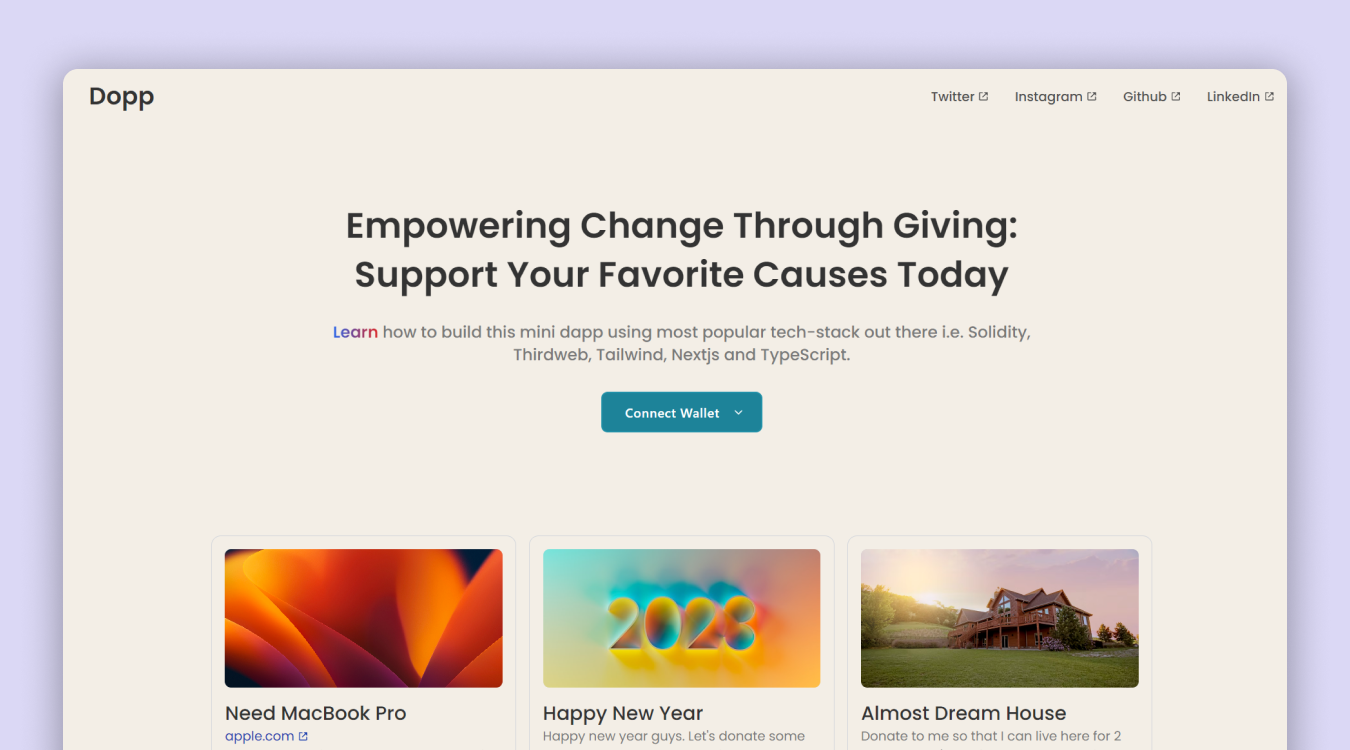 Dopp
Twitter
Instagram
Github
LinkedIn
Empowering Change Through Giving:
Support Your Favorite Causes Today
Learn how to build this mini dapp using most popular tech-stack out there i.e. Solidity,
Thirdweb, Tailwind, Nextjs and TypeScript.
Connect Wallet
2023
Need MacBook Pro
apple.com
Happy New Year
Happy new year guys. Let's donate some
Almost Dream House
Donate to me so that I can live here for 2